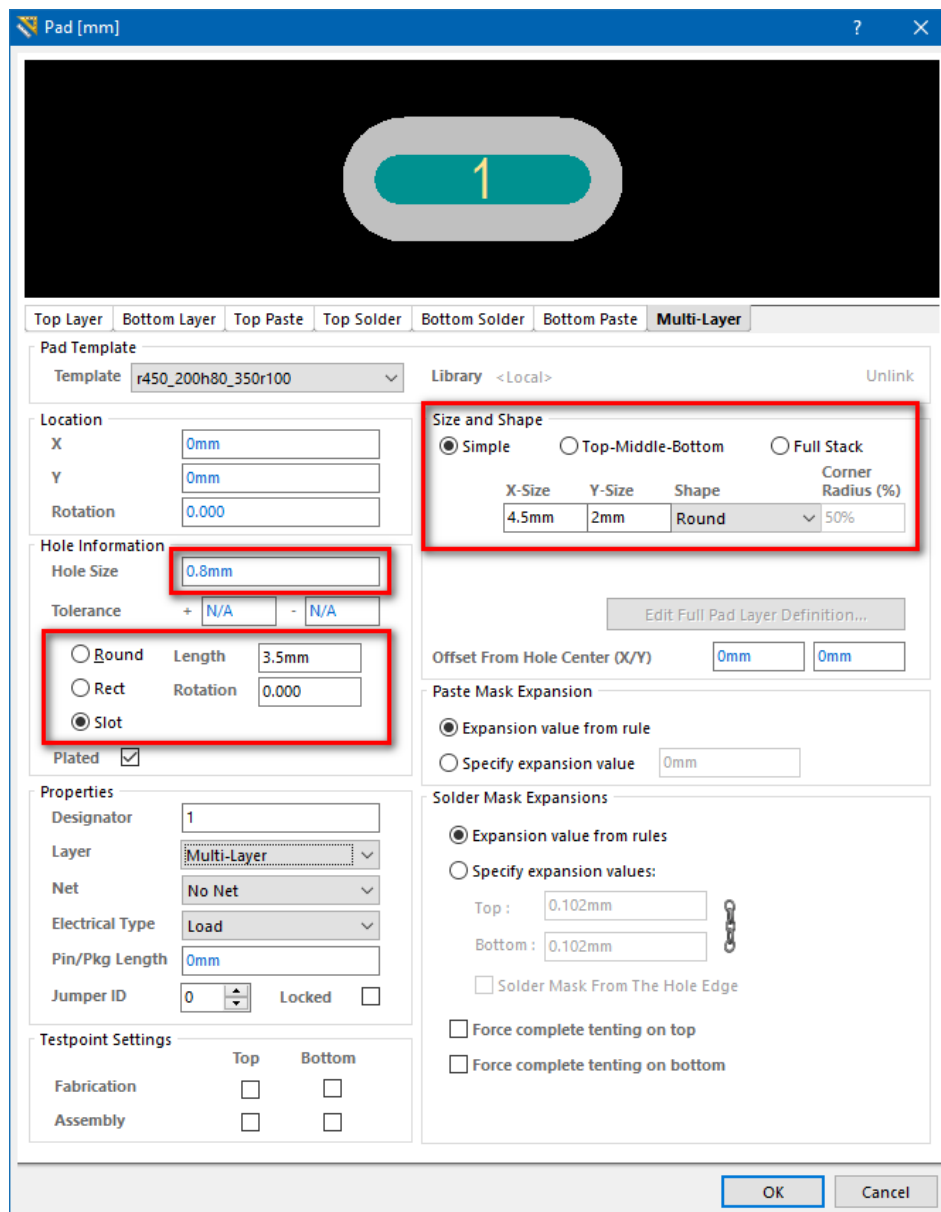 Pad [mm] ?
1
Top Layer Bottom Layer Top Paste Top Solder Bottom Solder Bottom Paste Multi-Layer
Pad Template
Template r450_200h80_350r100 Library <Local> Unlink
Location
X 0mm
Y 0mm
Rotation 0.000
Size and Shape
Simple Top-Middle-Bottom Full Stack
X-Size Y-Size Shape Corner Radius (%)
4.5mm 2mm Round 50%
Hole Information
Hole Size 0.8mm
Tolerance + N/A - N/A
Round Length 3.5mm
Rect Rotation 0.000
Slot
Plated
Edit Full Pad Layer Definition...
Offset From Hole Center (X/Y) 0mm 0mm
Paste Mask Expansion
Expansion value from rule
Specify expansion value 0mm
Properties
Designator 1
Layer Multi-Layer
Net No Net
Electrical Type Load
Pin/Pkg Length 0mm
Jumper ID 0 Locked
Solder Mask Expansions
Expansion value from rules
Specify expansion values:
Top : 0.102mm
Bottom : 0.102mm
Solder Mask From The Hole Edge
Force complete tenting on top
Force complete tenting on bottom
Testpoint Settings
Top Bottom
Fabrication
Assembly
OK Cancel